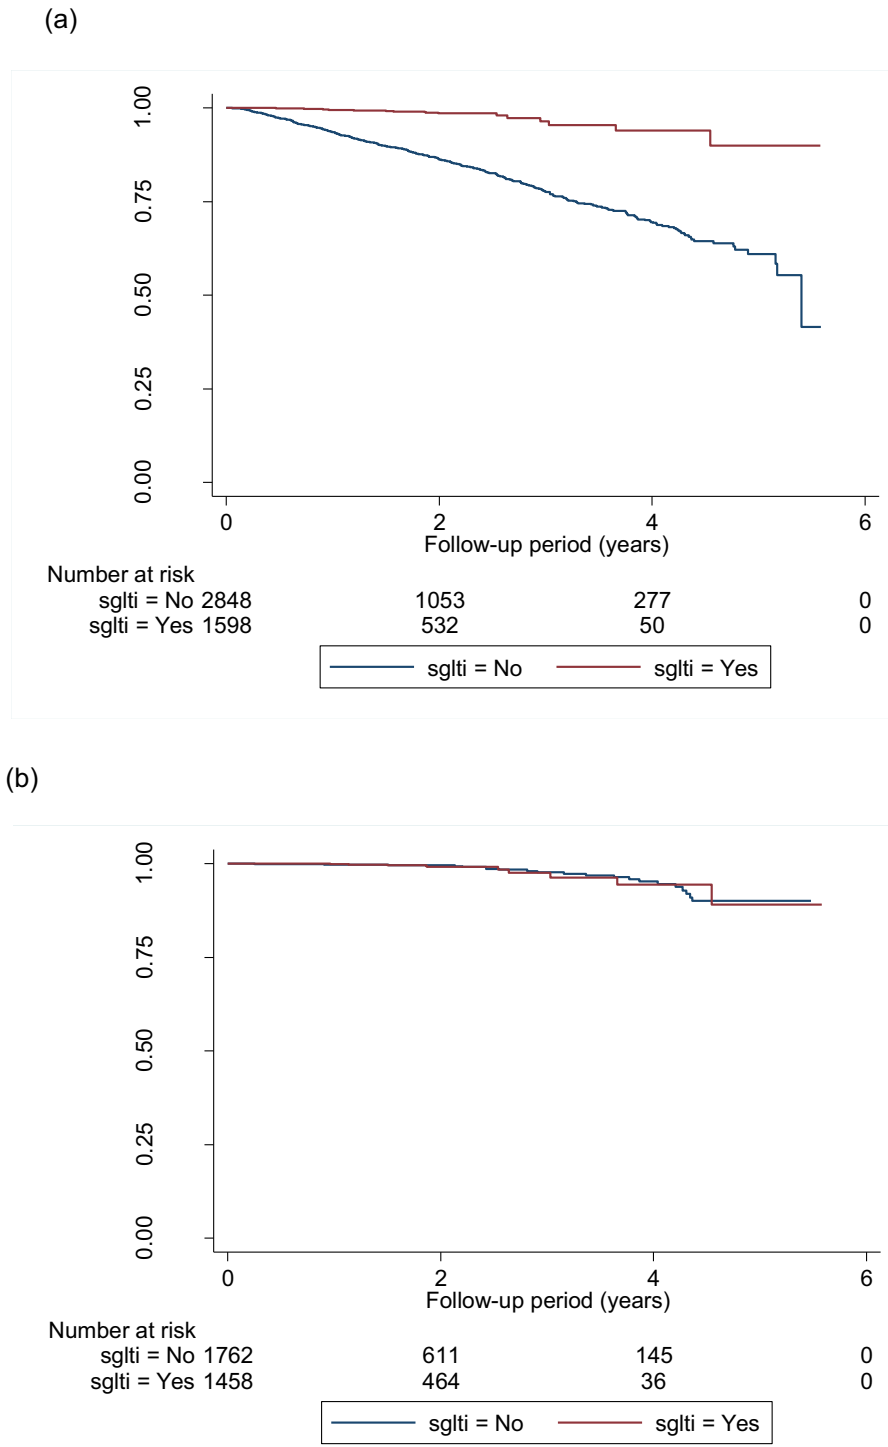 (a)
1.00
0.75
0.50
0.25
0.00
0 2 4 6
Follow-up period (years)
Number at risk
sglti = No 2848 1053 277 0
sglti = Yes 1598 532 50 0
sglti = No sglti = Yes
(b)
1.00
0.75
0.50
0.25
0.00
0 2 4 6
Follow-up period (years)
Number at risk
sglti = No 1762 611 145 0
sglti = Yes 1458 464 36 0
sglti = No sglti = Yes